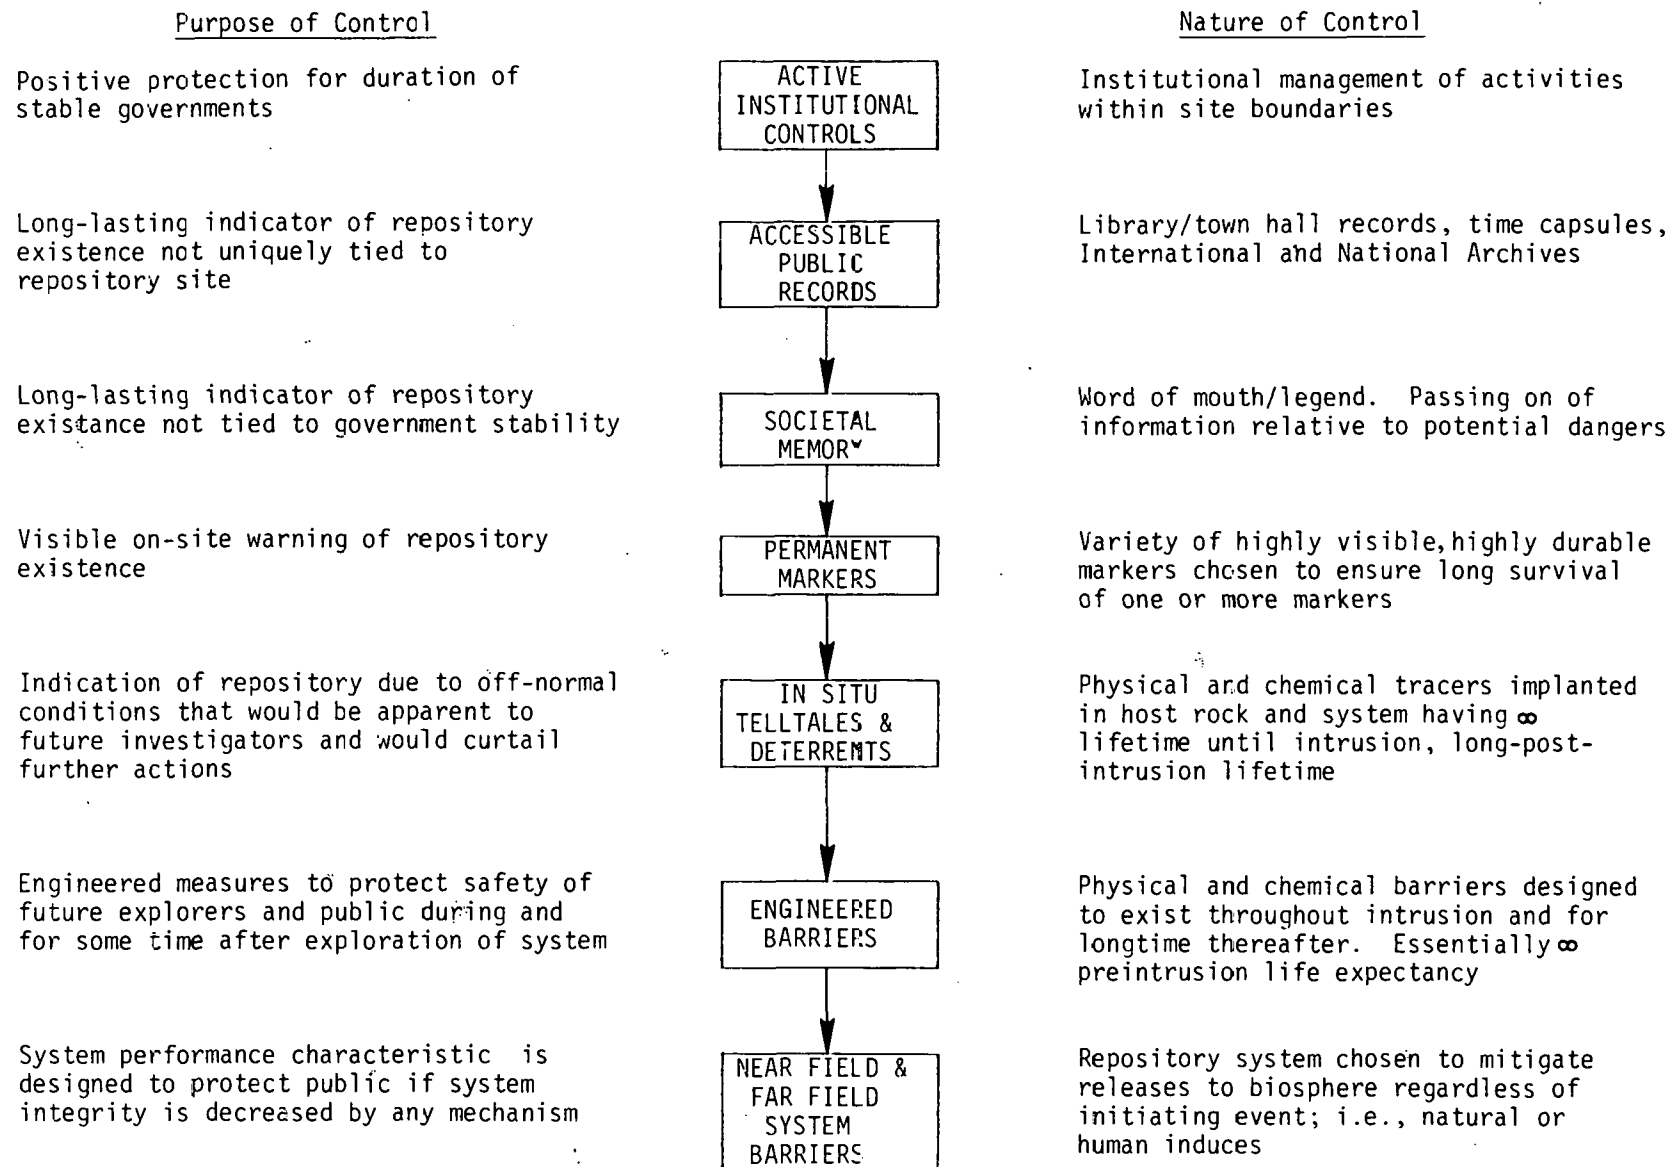 Purpose of Control
Nature of Control
Positive protection for duration of
stable governments
ACTIVE
INSTITUTIONAL
CONTROLS
Institutional management of activities
within site boundaries
Long-lasting indicator of repository
existence not uniquely tied to
repository site
ACCESSIBLE
PUBLIC
RECORDS
Library/town hall records, time capsules,
International and National Archives
Long-lasting indicator of repository
existance not tied to government stability
SOCIETAL
MEMORY
Word of mouth/legend. Passing on of
information relative to potential dangers
Visible on-site warning of repository
existence
PERMANENT
MARKERS
Variety of highly visible, highly durable
markers chosen to ensure long survival
of one or more markers
Indication of repository due to off-normal
conditions that would be apparent to
future investigators and would curtail
further actions
IN SITU
TELLTALES &
DETERRENTS
Physical and chemical tracers implanted
in host rock and system having ∞
lifetime until intrusion, long-post-
intrusion lifetime
Engineered measures to protect safety of
future explorers and public during and
for some time after exploration of system
ENGINEERED
BARRIERS
Physical and chemical barriers designed
to exist throughout intrusion and for
longtime thereafter. Essentially ∞
preintrusion life expectancy
System performance characteristic is
designed to protect public if system
integrity is decreased by any mechanism
NEAR FIELD &
FAR FIELD
SYSTEM
BARRIERS
Repository system chosen to mitigate
releases to biosphere regardless of
initiating event; i.e., natural or
human induces